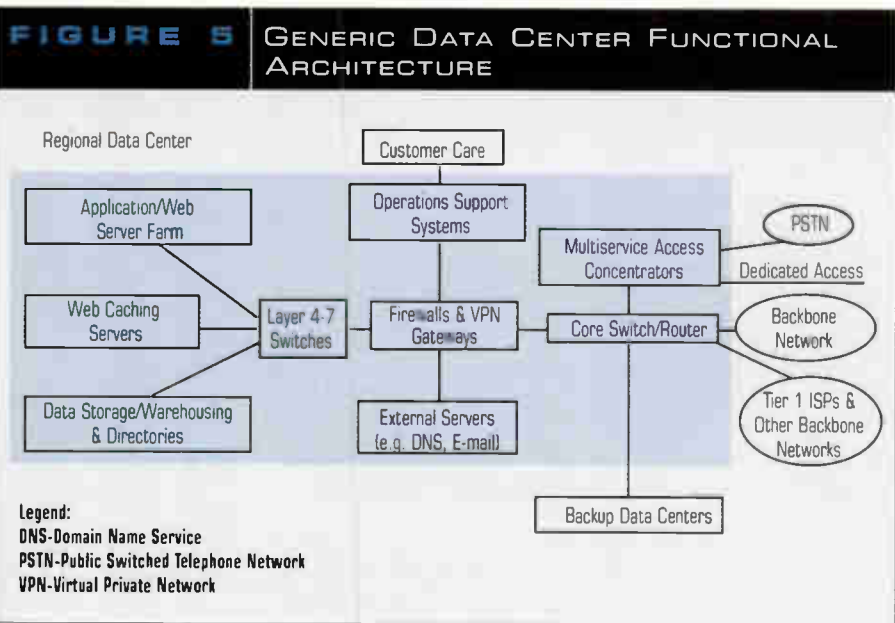 FIGURE 5
GENERIC DATA CENTER FUNCTIONAL
ARCHITECTURE
Regional Data Center
Customer Care
Application/Web
Server Farm
Operations Support
Systems
PSTN
Multiservice Access
Concentrators
Dedicated Access
Web Caching
Servers
Layer 4-7
Switches
Firewalls & VPN
Gateways
Core Switch/Router
Backbone
Network
Data Storage/Warehousing
& Directories
External Servers
(e.g. DNS, E-mail)
Tier 1 ISPs &
Other Backbone
Networks
Backup Data Centers
Legend:
DNS-Domain Name Service
PSTN-Public Switched Telephone Network
VPN-Virtual Private Network